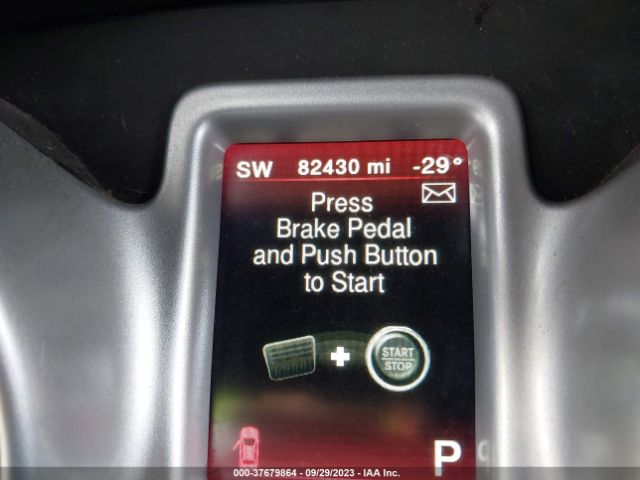 SW 82430 mi -29°
Press
Brake Pedal
and Push Button
to Start
START
STOP
P
000-37679864 - 09/29/2023 - IAA Inc.